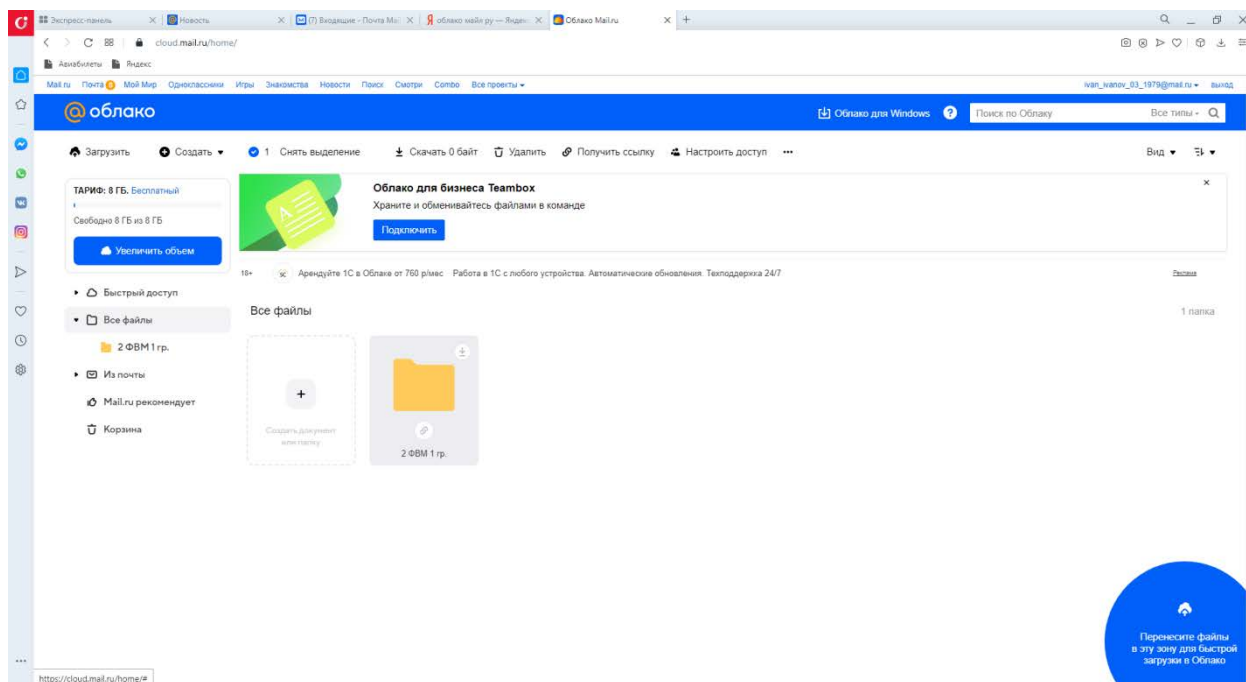 Экспресс-панель
Новость
(7) Входящие - Почта Mai
Я облако мейл ру — Яндекс
Облако Mail.ru
cloud.mail.ru/home/
Авиабилеты Яндекс
Mail.ru Почта Мой Мир Одноклассники Игры Знакомства Новости Поиск Смотри Combo Все проекты
ivan_ivanov_03_1979@mail.ru выход
облако
Облако для Windows
?
Поиск по Облаку
Все типы
Загрузить
Создать
1 Снять выделение
Скачать 0 байт
Удалить
Получить ссылку
Настроить доступ
Вид
ТАРИФ: 8 ГБ. Бесплатный
Свободно 8 ГБ из 8 ГБ
Увеличить объем
Облако для бизнеса Teambox
Храните и обменивайтесь файлами в команде
Подключить
18+ Арендуйте 1С в Облаке от 760 р/мес Работа в 1С с любого устройства. Автоматические обновления. Техподдержка 24/7
Реклама
Быстрый доступ
Все файлы
2 ФВМ 1 гр.
Из почты
Mail.ru рекомендует
Корзина
Все файлы
1 папка
Создать документ
или папку
2 ФВМ 1 гр.
Перенесите файлы
в эту зону для быстрой
загрузки в Облако
https://cloud.mail.ru/home/#